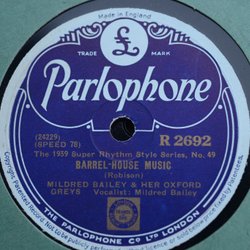 Made in England
£
TRADE MARK
Parlophone
(24229)
(SPEED 78)
R 2692
The 1939 Super Rhythm Style Series, No. 49
BARREL-HOUSE MUSIC
(Robison)
MILDRED BAILEY & HER OXFORD
GREYS Vocalist: Mildred Bailey
THE PARLOPHONE CO LTD LONDON